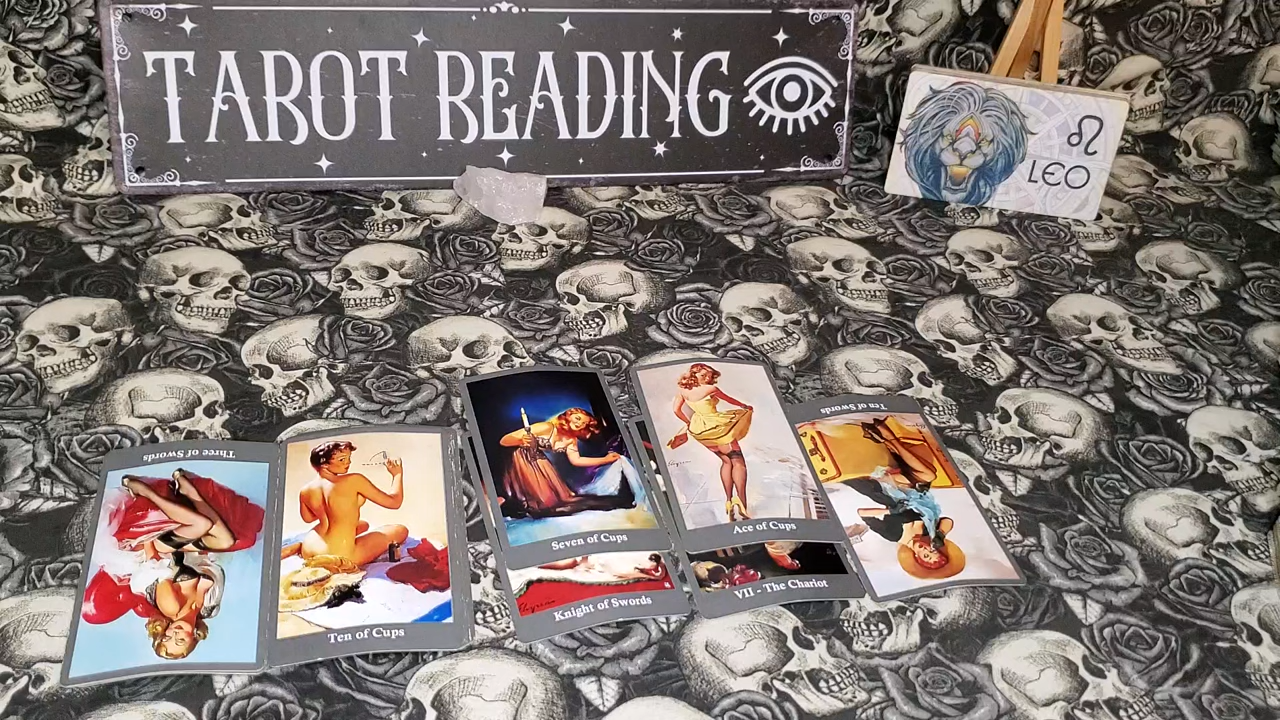 TAROT READING
LEO
Three of Swords
Ten of Cups
Seven of Cups
Knight of Swords
Ace of Cups
VII - The Chariot
Ten of Swords